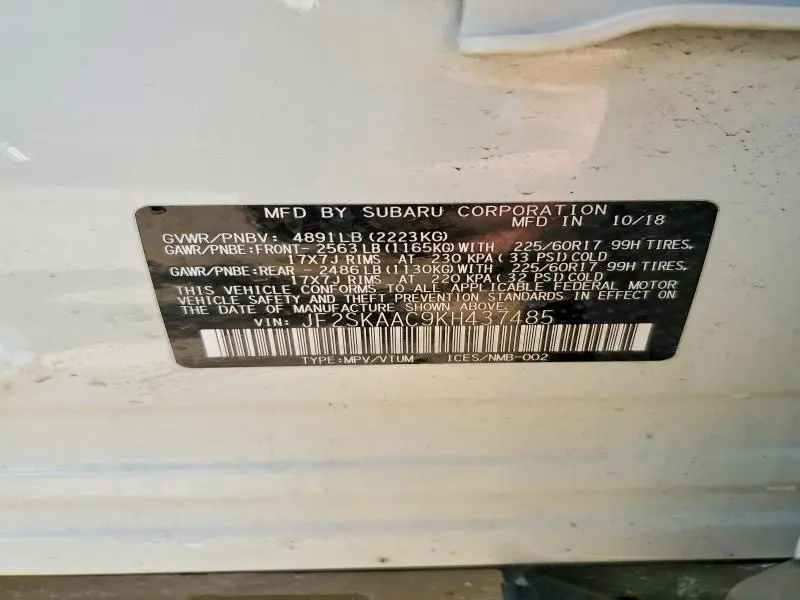 MFD BY SUBARU CORPORATION
MFD IN 10/18
GVWR/PNBV: 4891LB(2223KG)
GAWR/PNBE:FRONT- 2563LB(1165KG)WITH 225/60R17 99H TIRES,
17X7J RIMS AT 230 KPA(33 PSI)COLD
GAWR/PNBE:REAR - 2486LB(1130KG)WITH 225/60R17 99H TIRES,
17X7J RIMS AT 220 KPA(32 PSI)COLD
THIS VEHICLE CONFORMS TO ALL APPLICABLE FEDERAL MOTOR
VEHICLE SAFETY AND THEFT PREVENTION STANDARDS IN EFFECT ON
THE DATE OF MANUFACTURE SHOWN ABOVE.
VIN: JF2SKAAC9KH437485
TYPE:MPV/VTUM ICES/NMB-002